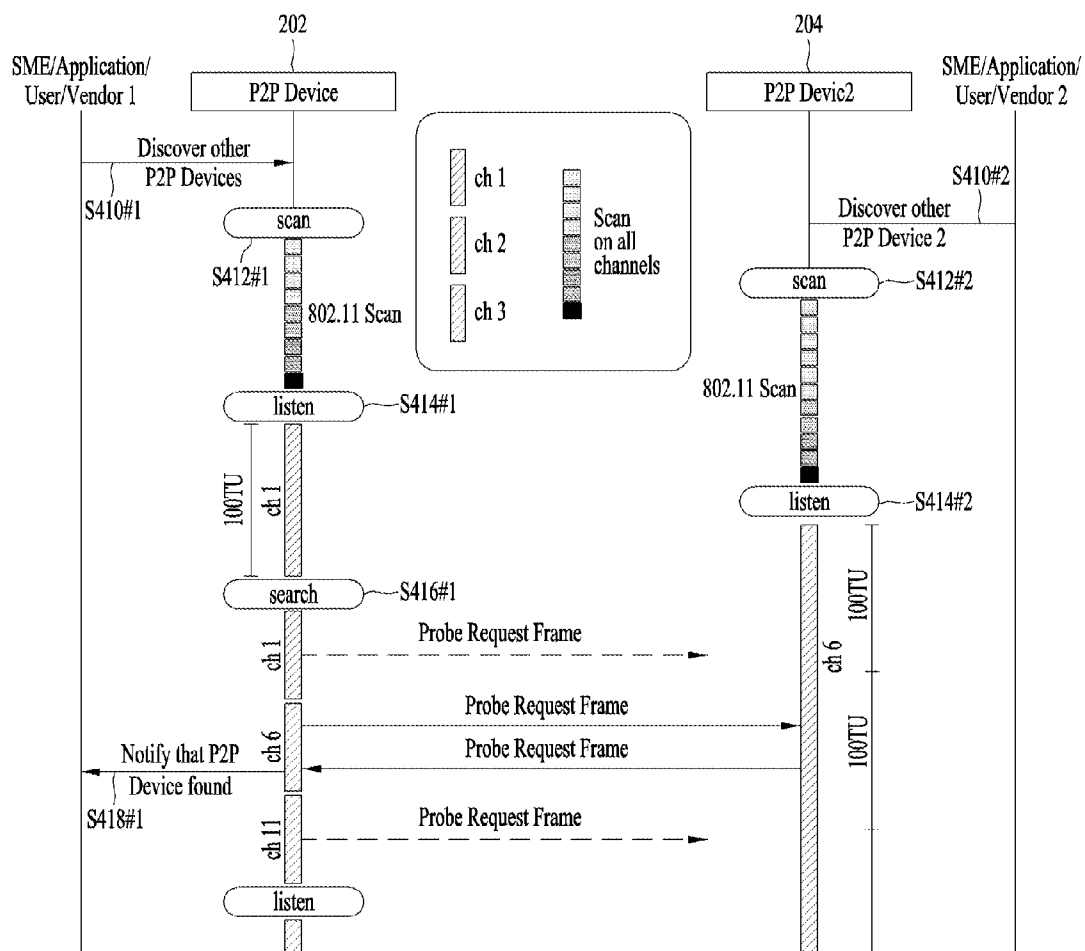 202
204
SME/Application/
User/Vendor 1
P2P Device
P2P Devic2
SME/Application/
User/Vendor 2
Discover other
P2P Devices
S410#1
ch 1
ch 2
ch 3
Scan
on all
channels
S410#2
Discover other
P2P Device 2
scan
S412#1
802.11 Scan
scan
S412#2
802.11 Scan
listen
S414#1
100TU
ch 1
listen
S414#2
search
S416#1
100TU
ch 6
100TU
ch 1
Probe Request Frame
ch 6
Probe Request Frame
Probe Request Frame
Notify that P2P
Device found
S418#1
ch 11
Probe Request Frame
listen